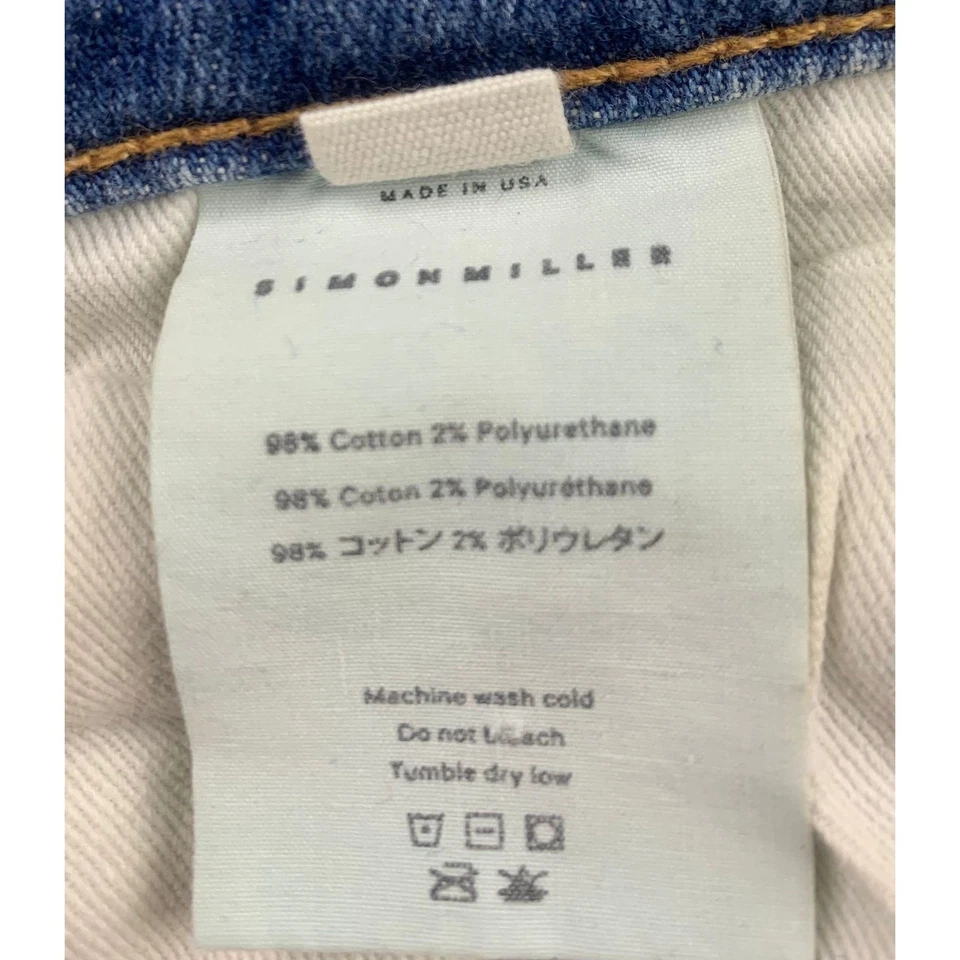 MADE IN USA
SIMONMILLER
98% Cotton 2% Polyurethane
98% Coton 2% Polyuréthane
98% コットン 2% ポリウレタン
Machine wash cold
Do not bleach
Tumble dry low